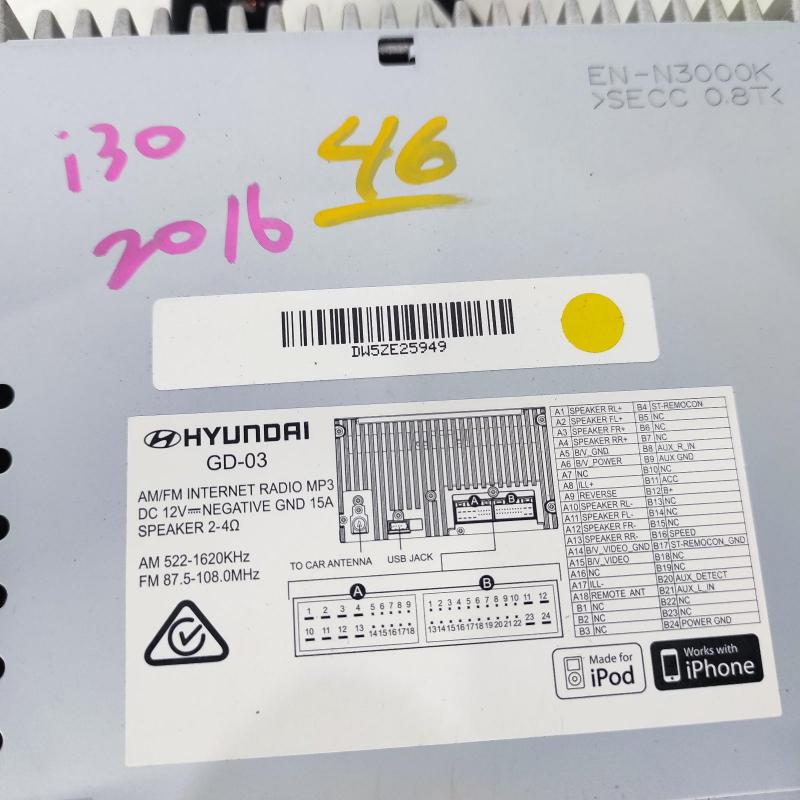 EN-N3000K
>SECC 0.8T<
i30
46
2016
DW5ZE25949
HYUNDAI
GD-03
AM/FM INTERNET RADIO MP3
DC 12V⎓NEGATIVE GND 15A
SPEAKER 2-4Ω
AM 522-1620KHz
FM 87.5-108.0MHz
A B
TO CAR ANTENNA
USB JACK
A
1 2 3 4 5 6 7 8 9
10 11 12 13 14 15 16 17 18
B
1 2 3 4 5 6 7 8 9 10 11 12
13 14 15 16 17 18 19 20 21 22 23 24
A1 SPEAKER RL+ B4 ST-REMOCON
A2 SPEAKER FL+ B5 NC
A3 SPEAKER FR+ B6 NC
A4 SPEAKER RR+ B7 NC
A5 B/V_GND B8 AUX_R_IN
A6 B/V_POWER B9 AUX GND
A7 NC B10 NC
A8 ILL+ B11 ACC
A9 REVERSE B12 B+
A10 SPEAKER RL- B13 NC
A11 SPEAKER FL- B14 NC
A12 SPEAKER FR- B15 NC
A13 SPEAKER RR- B16 SPEED
A14 B/V_VIDEO_GND B17 ST-REMOCON_GND
A15 B/V_VIDEO B18 NC
A16 NC B19 NC
A17 ILL- B20 AUX_DETECT
A18 REMOTE ANT B21 AUX_L_IN
B1 NC B22 NC
B2 NC B23 NC
B3 NC B24 POWER GND
Made for
iPod
Works with
iPhone